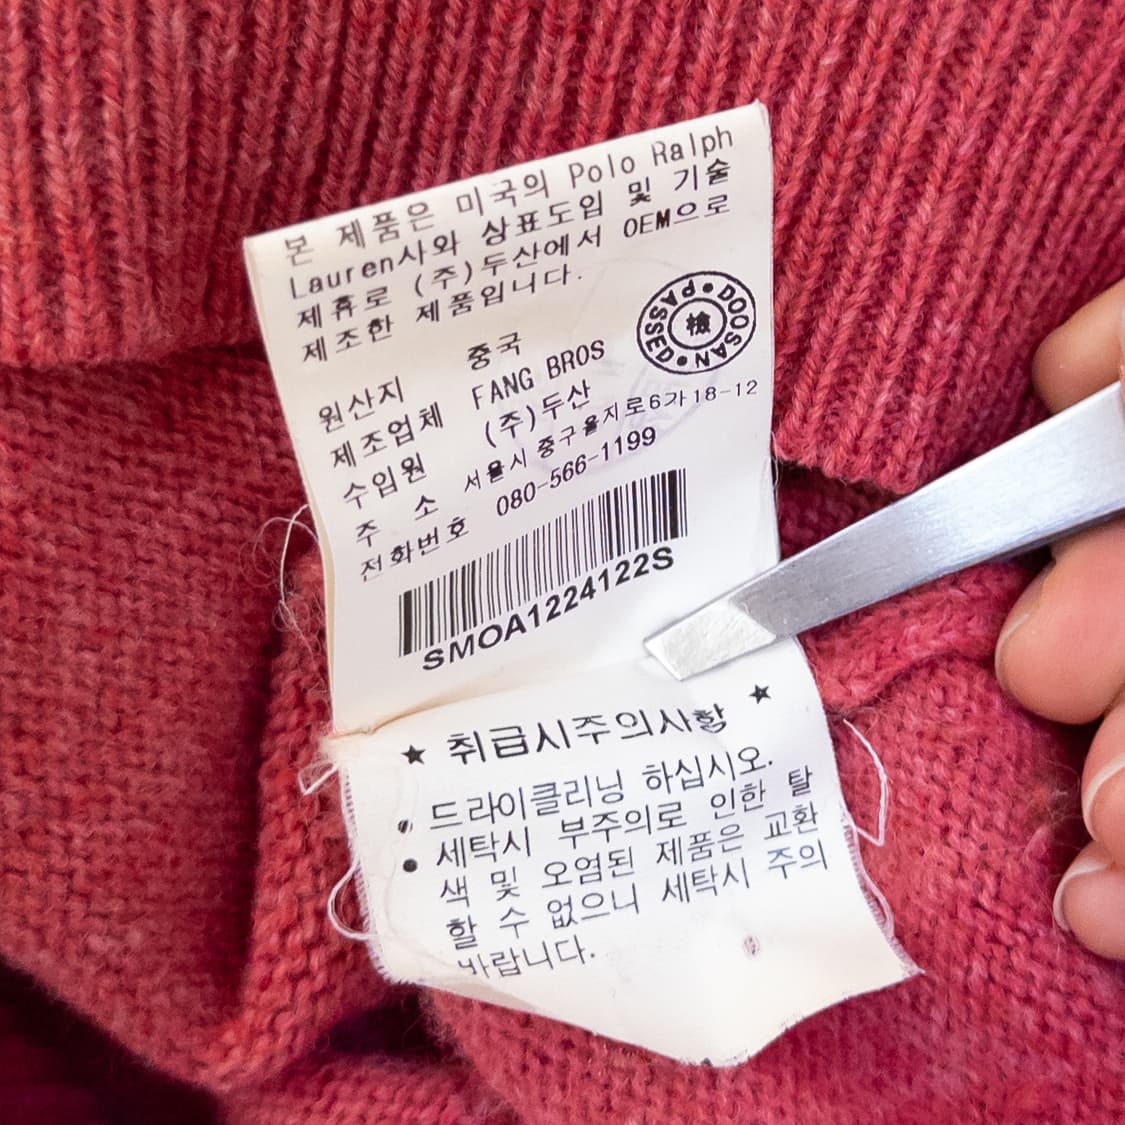 본 제품은 미국의 Polo Ralph
Lauren사와 상표도입 및 기술
제휴로 (주)두산에서 OEM으로
제조한 제품입니다.
PASSED • DOOSAN •
檢
원산지 중국
제조업체 FANG BROS
수입원 (주)두산
주 소 서울시 중구 을지로6가 18-12
전화번호 080-566-1199
SMOA1224122S
★ 취급시주의사항 ★
• 드라이클리닝 하십시오.
• 세탁시 부주의로 인한 탈
색 및 오염된 제품은 교환
할 수 없으니 세탁시 주의
바랍니다.